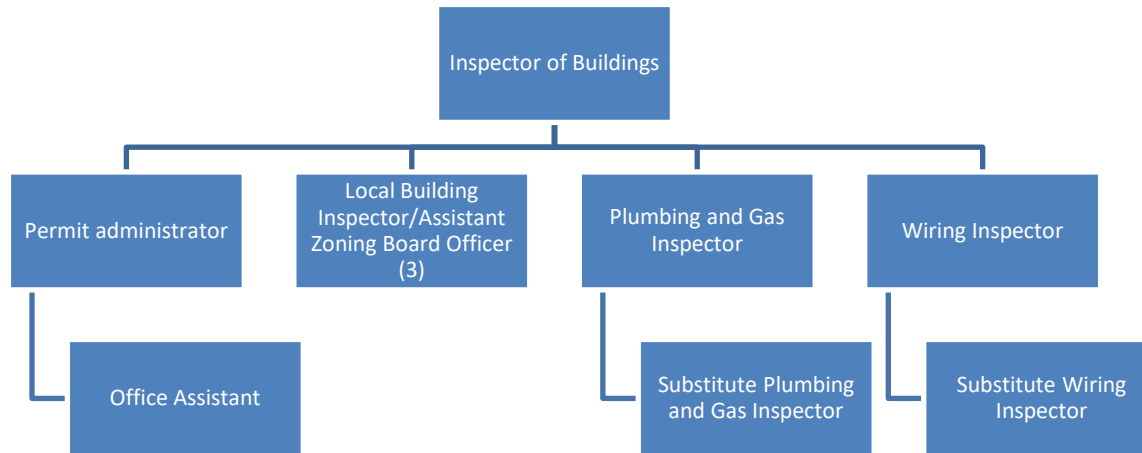 Inspector of Buildings
Permit administrator
Local Building
Inspector/Assistant
Zoning Board Officer
(3)
Plumbing and Gas
Inspector
Wiring Inspector
Office Assistant
Substitute Plumbing
and Gas Inspector
Substitute Wiring
Inspector